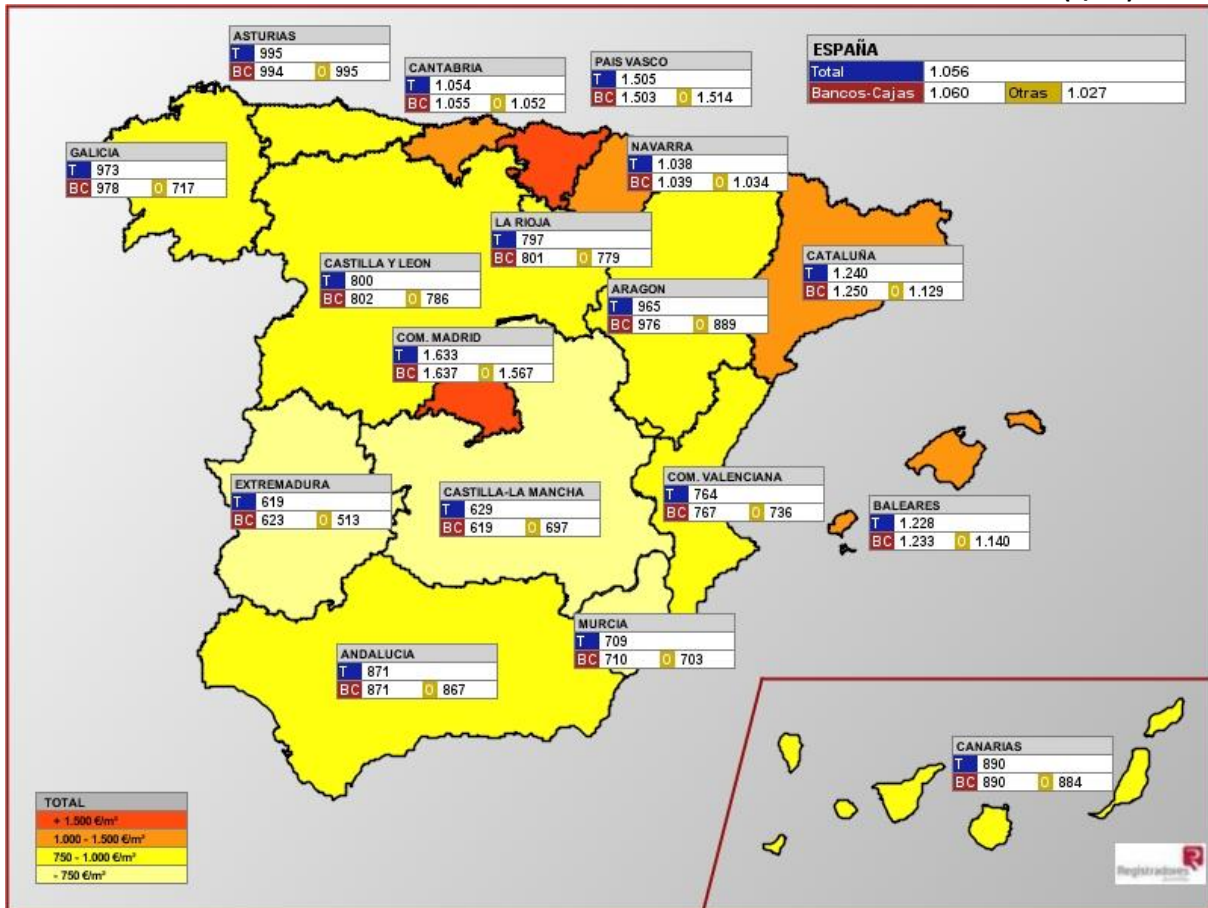 ASTURIAS
T 995
BC 994 O 995
CANTABRIA
T 1.054
BC 1.055 O 1.052
PAIS VASCO
T 1.505
BC 1.503 O 1.514
ESPAÑA
Total 1.056
Bancos-Cajas 1.060 Otras 1.027
GALICIA
T 973
BC 978 O 717
NAVARRA
T 1.038
BC 1.039 O 1.034
LA RIOJA
T 797
BC 801 O 779
CASTILLA Y LEON
T 800
BC 802 O 786
ARAGON
T 965
BC 976 O 889
CATALUÑA
T 1.240
BC 1.250 O 1.129
COM. MADRID
T 1.633
BC 1.637 O 1.567
EXTREMADURA
T 619
BC 623 O 513
CASTILLA-LA MANCHA
T 629
BC 619 O 697
COM. VALENCIANA
T 764
BC 767 O 736
BALEARES
T 1.228
BC 1.233 O 1.140
MURCIA
T 709
BC 710 O 703
ANDALUCIA
T 871
BC 871 O 867
CANARIAS
T 890
BC 890 O 884
TOTAL
+ 1.500 €/m²
1.000 - 1.500 €/m²
750 - 1.000 €/m²
- 750 €/m²
Registradores